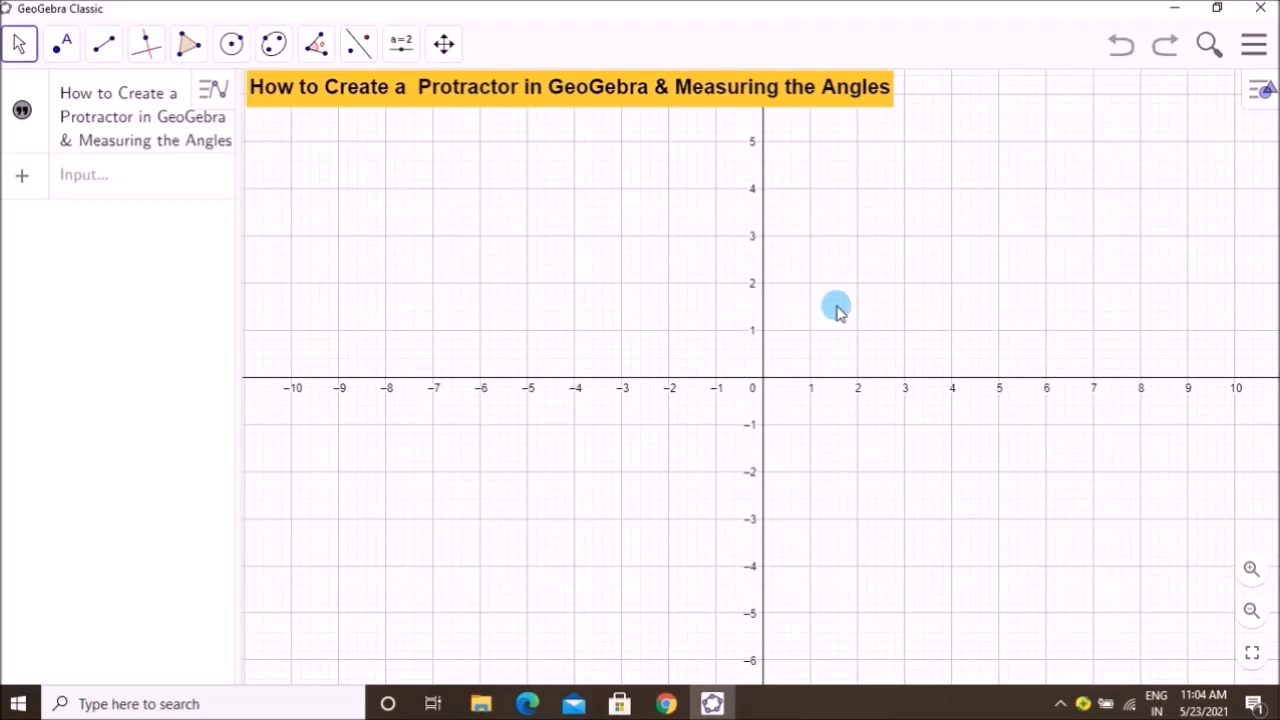 GeoGebra Classic
A
a=2
How to Create a
Protractor in GeoGebra
& Measuring the Angles
Input...
How to Create a  Protractor in GeoGebra & Measuring the Angles
5
4
3
2
1
−10 −9 −8 −7 −6 −5 −4 −3 −2 −1 0 1 2 3 4 5 6 7 8 9 10
−1
−2
−3
−4
−5
−6
Type here to search
ENG
IN
11:04 AM
5/23/2021
1